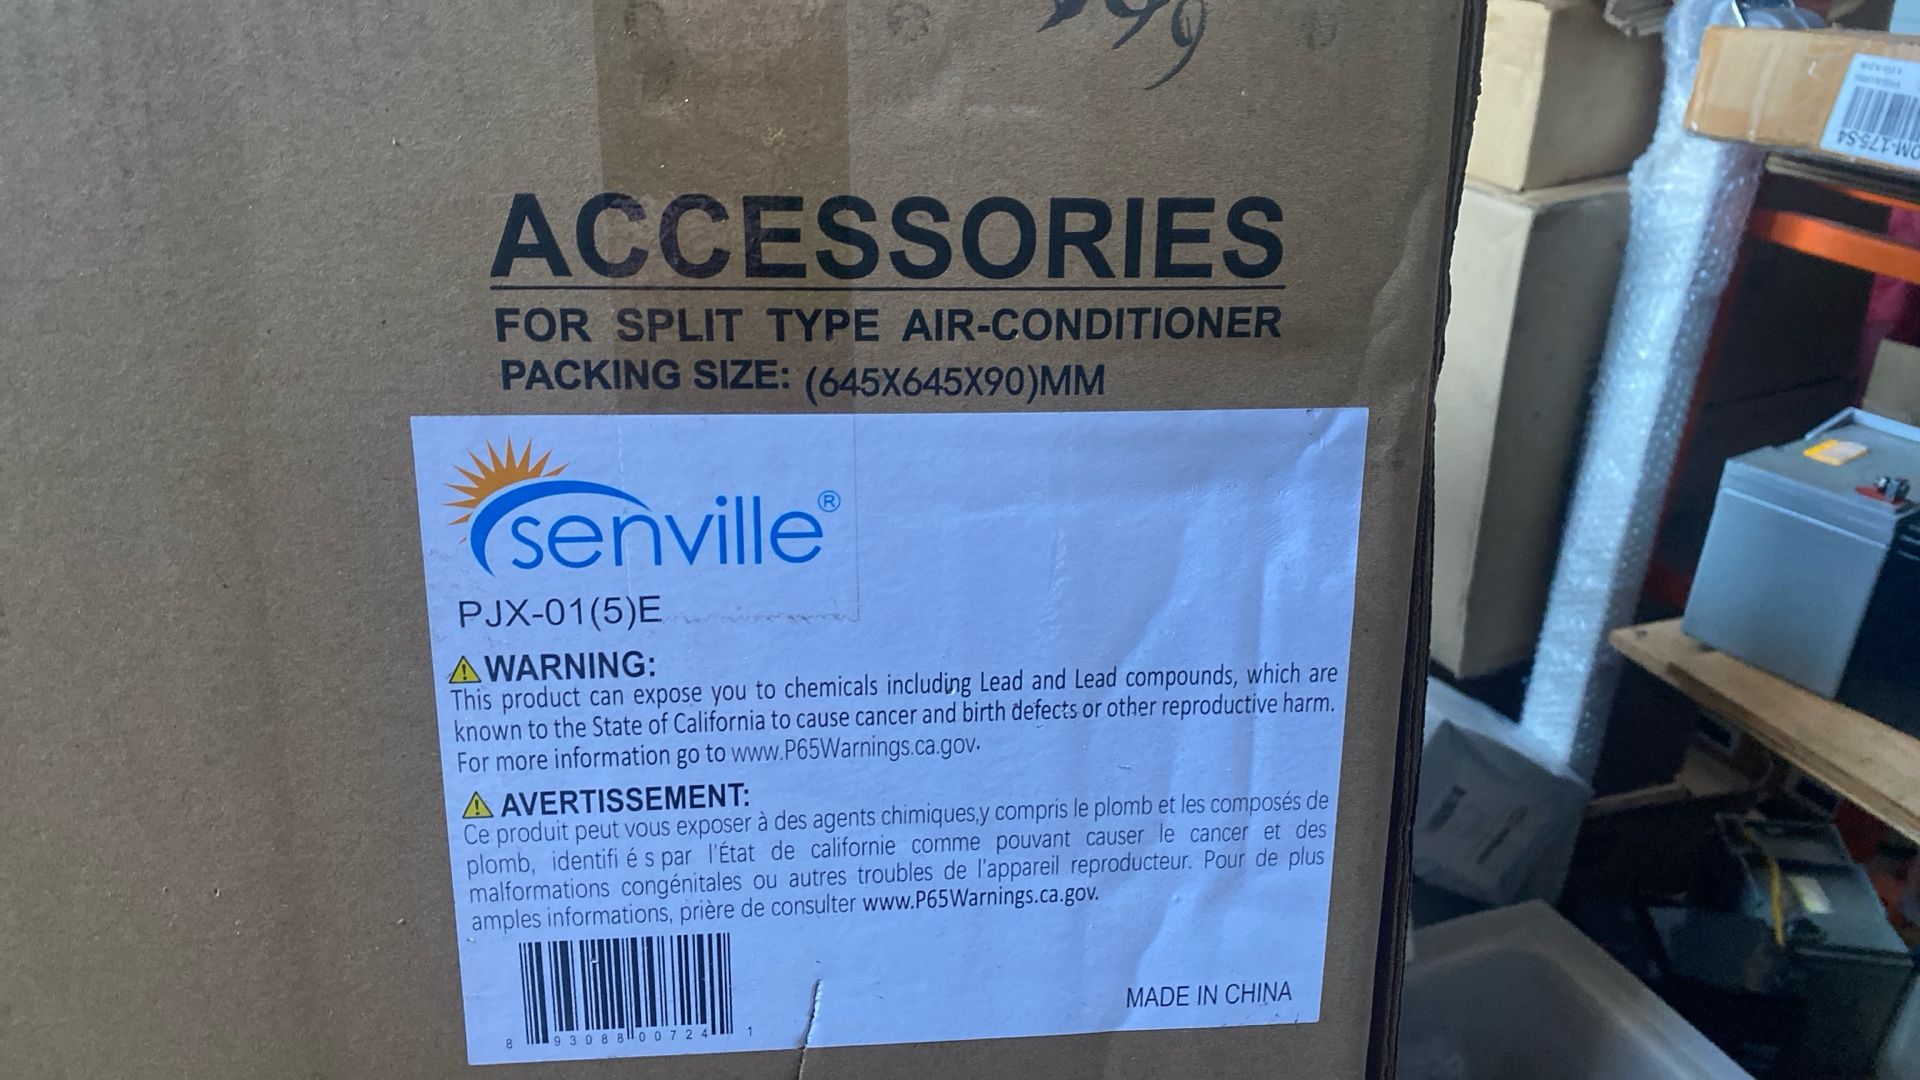 ACCESSORIES
FOR SPLIT TYPE AIR-CONDITIONER
PACKING SIZE: (645X645X90)MM
senville®
PJX-01(5)E
WARNING:
This product can expose you to chemicals including Lead and Lead compounds, which are
known to the State of California to cause cancer and birth defects or other reproductive harm.
For more information go to www.P65Warnings.ca.gov.
AVERTISSEMENT:
Ce produit peut vous exposer à des agents chimiques,y compris le plomb et les composés de
plomb, identifi é s par l'État de californie comme pouvant causer le cancer et des
malformations congénitales ou autres troubles de l'appareil reproducteur. Pour de plus
amples informations, prière de consulter www.P65Warnings.ca.gov.
8 93088 00724 1
MADE IN CHINA